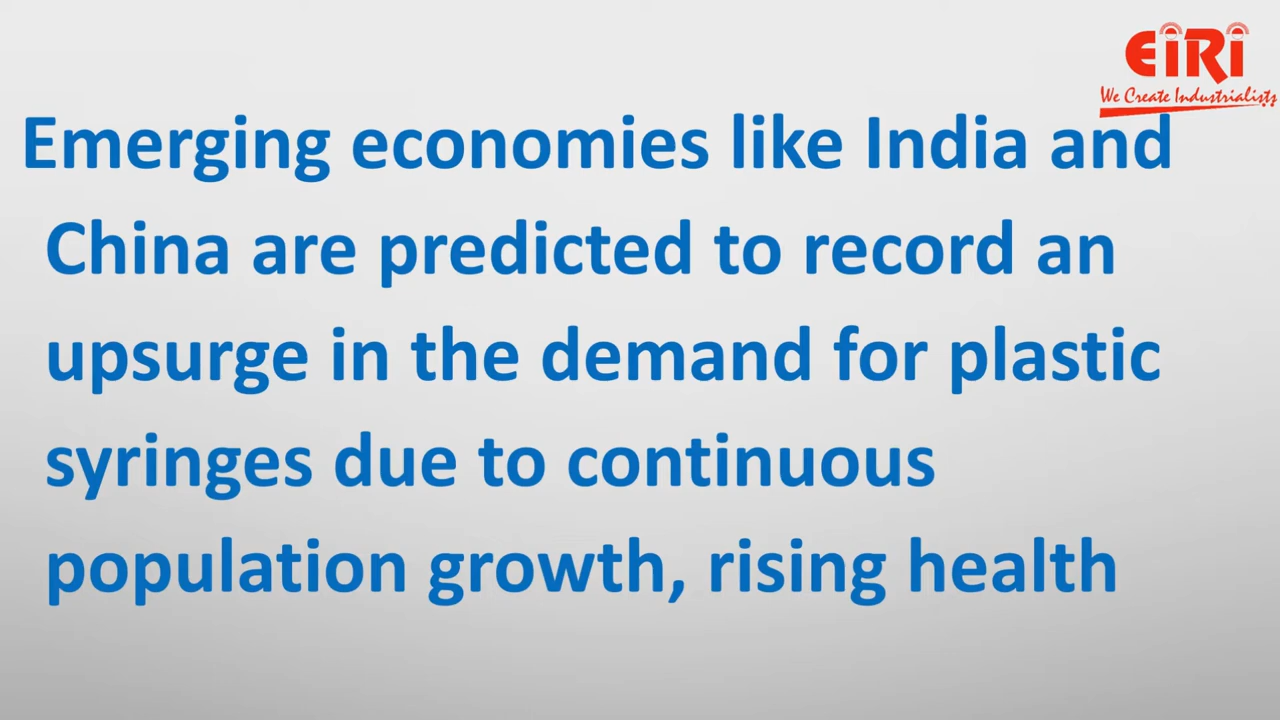 EiRi
We Create Industrialists
Emerging economies like India and
China are predicted to record an
upsurge in the demand for plastic
syringes due to continuous
population growth, rising health